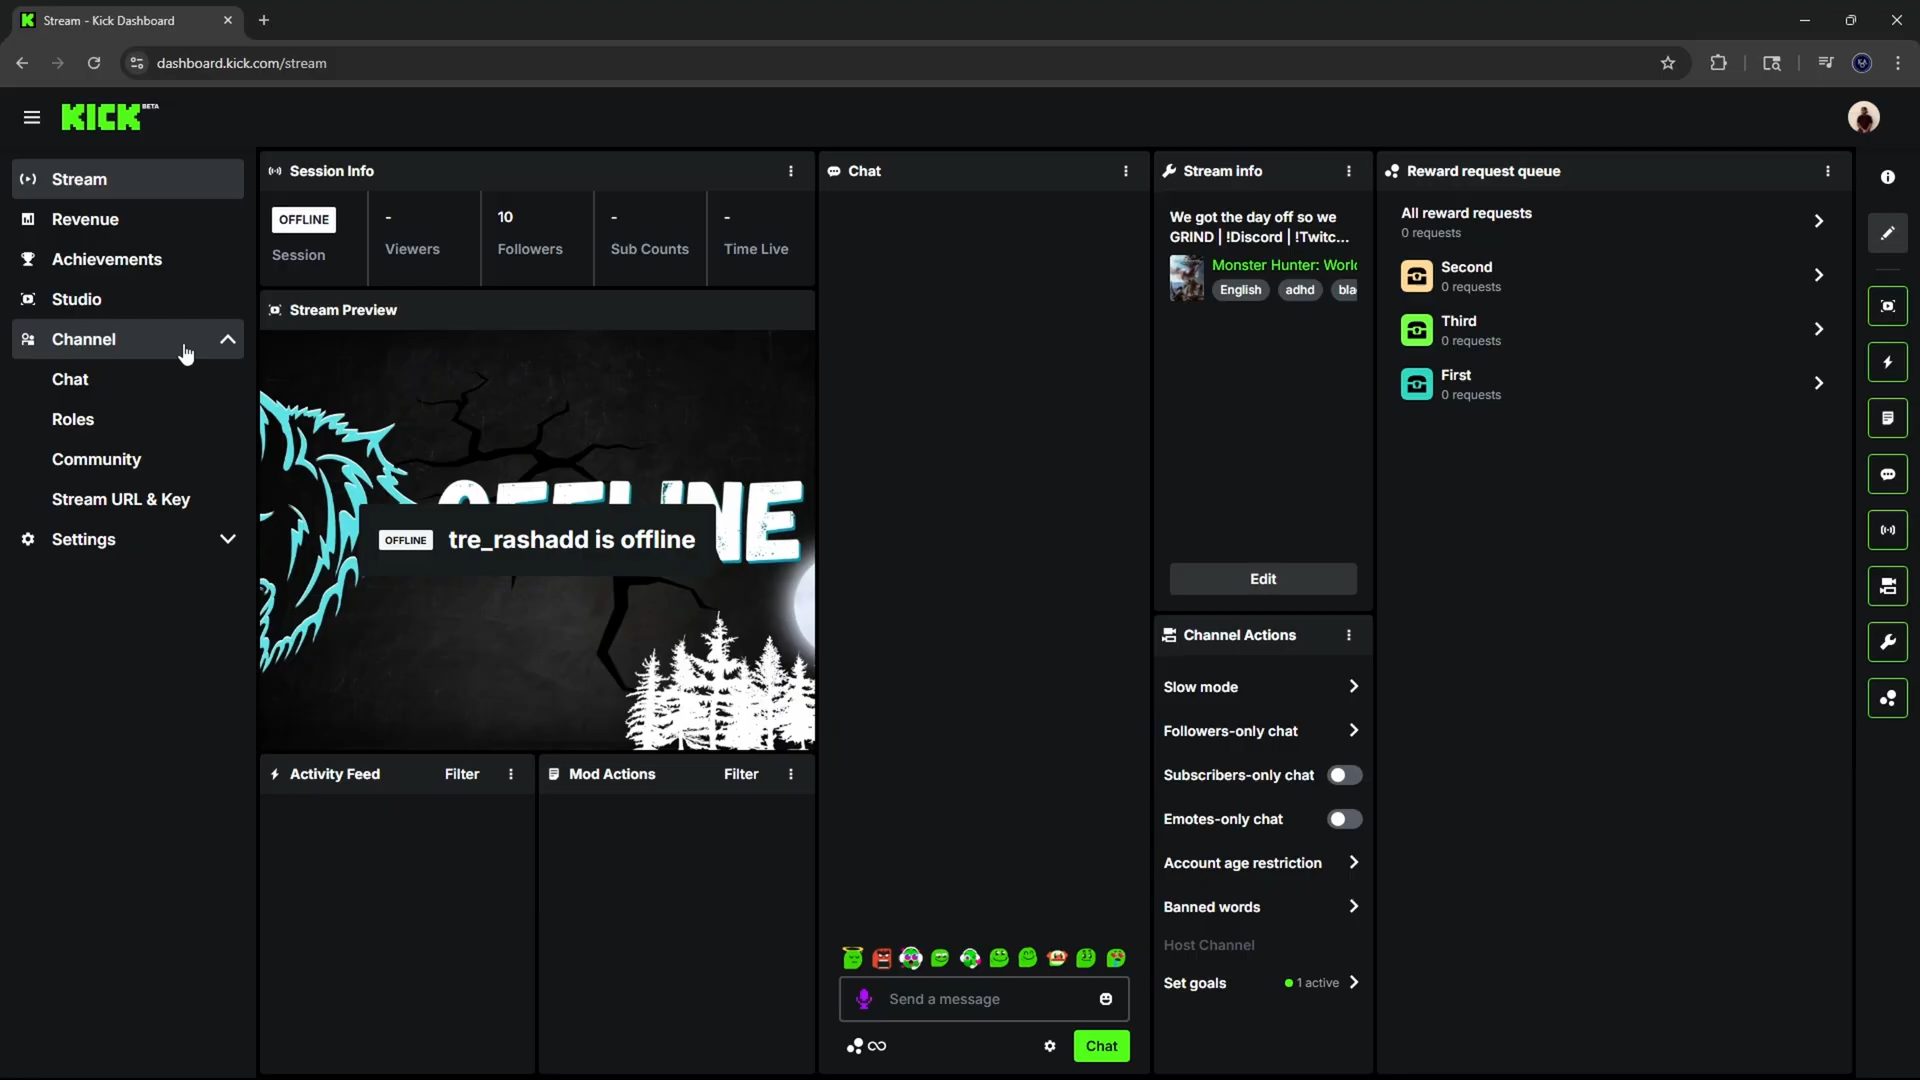 Stream - Kick Dashboard
dashboard.kick.com/stream
KICK BETA
Stream
Revenue
Achievements
Studio
Channel
Chat
Roles
Community
Stream URL & Key
Settings
Session Info
OFFLINE
Session
-
Viewers
10
Followers
-
Sub Counts
-
Time Live
Stream Preview
OFFLINE
OFFLINE tre_rashadd is offline
Activity Feed
Filter
Mod Actions
Filter
Chat
Send a message
Chat
Stream info
We got the day off so we
GRIND | !Discord | !Twitc...
Monster Hunter: World
English adhd bla
Edit
Channel Actions
Slow mode
Followers-only chat
Subscribers-only chat
Emotes-only chat
Account age restriction
Banned words
Host Channel
Set goals
1 active
Reward request queue
All reward requests
0 requests
Second
0 requests
Third
0 requests
First
0 requests